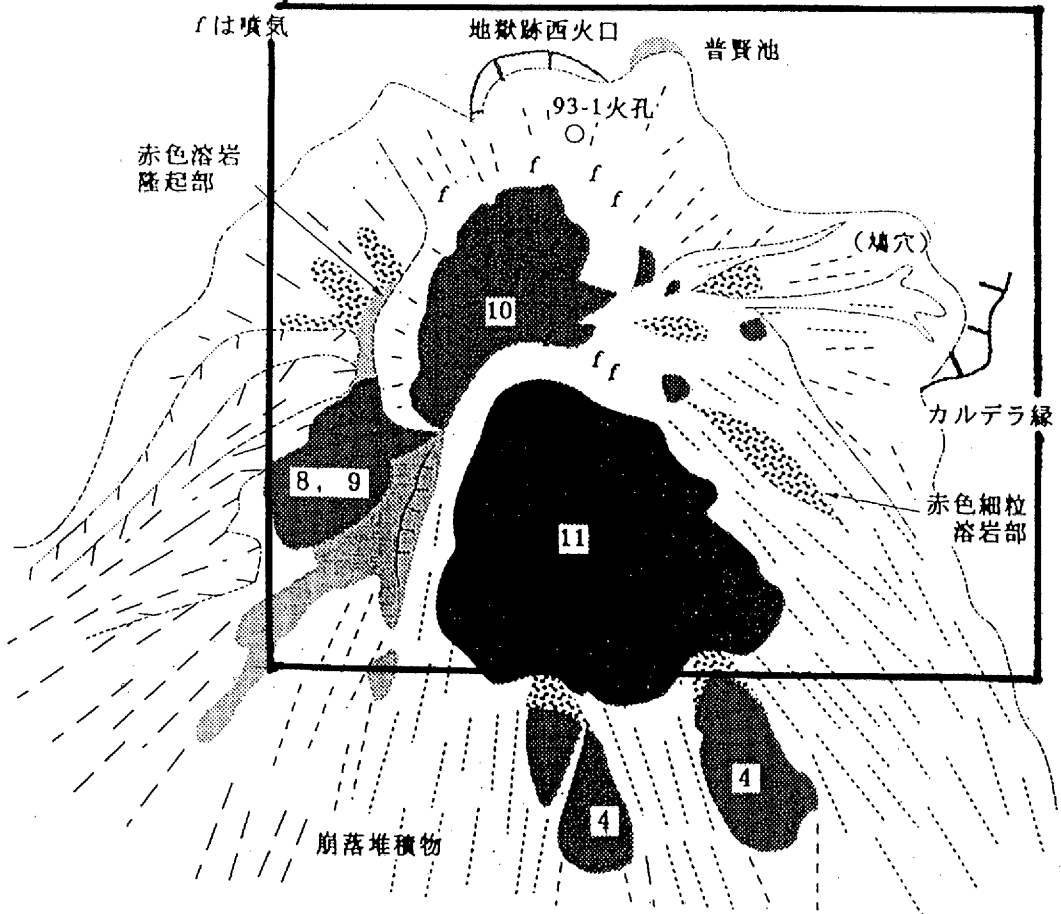 fは噴気
地獄跡西火口
普賢池
93-1火孔
赤色溶岩
隆起部
f
f
f
f
(鳩穴)
10
f
f
カルデラ縁
8, 9
赤色細粒
溶岩部
11
4
4
崩落堆積物